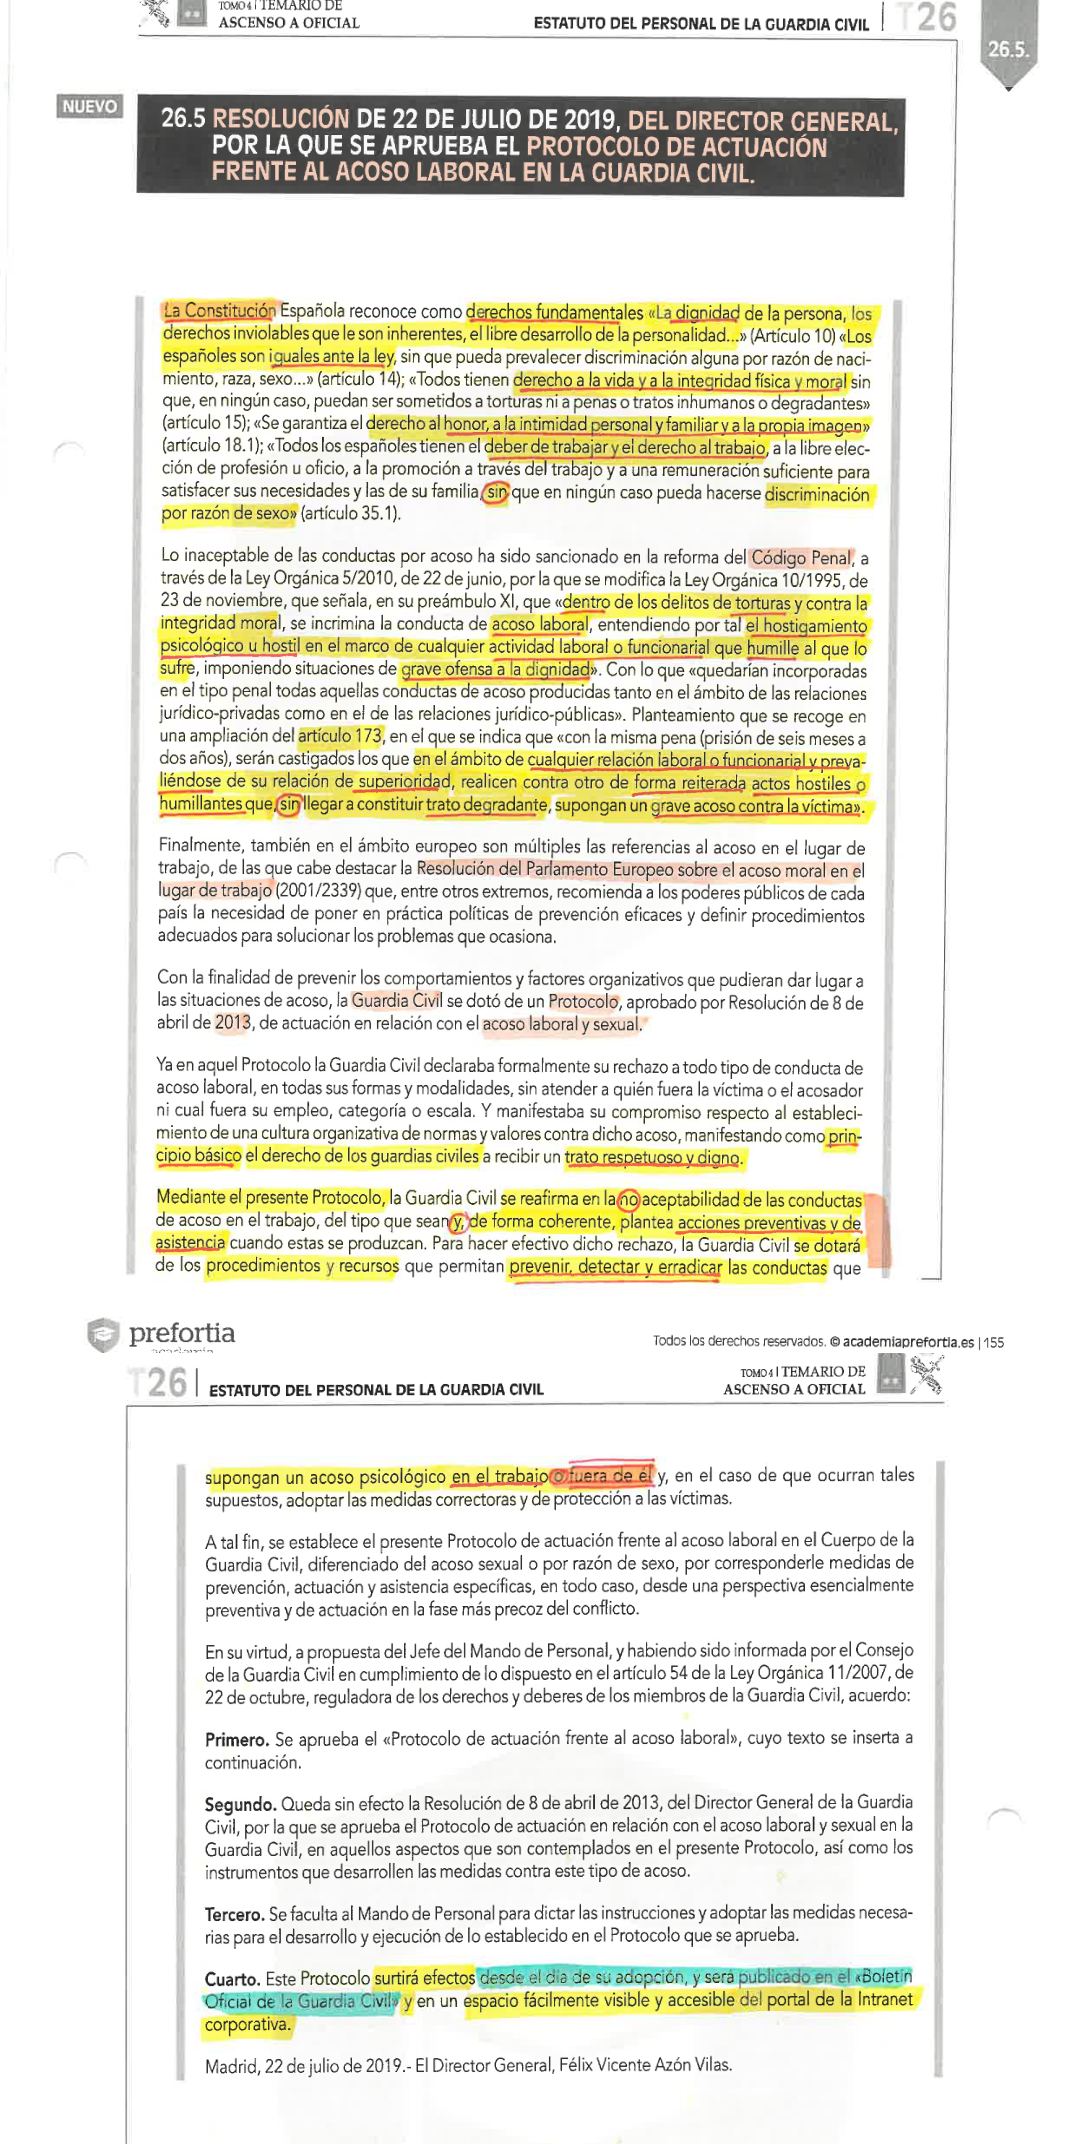 TOMO 4 | TEMARIO DE
ASCENSO A OFICIAL
ESTATUTO DEL PERSONAL DE LA GUARDIA CIVIL | T26
26.5.
NUEVO
26.5 RESOLUCIÓN DE 22 DE JULIO DE 2019, DEL DIRECTOR GENERAL,
POR LA QUE SE APRUEBA EL PROTOCOLO DE ACTUACIÓN
FRENTE AL ACOSO LABORAL EN LA GUARDIA CIVIL.
La Constitución Española reconoce como derechos fundamentales «La dignidad de la persona, los
derechos inviolables que le son inherentes, el libre desarrollo de la personalidad...» (Artículo 10) «Los
españoles son iguales ante la ley, sin que pueda prevalecer discriminación alguna por razón de naci-
miento, raza, sexo...» (artículo 14); «Todos tienen derecho a la vida y a la integridad física y moral sin
que, en ningún caso, puedan ser sometidos a torturas ni a penas o tratos inhumanos o degradantes»
(artículo 15); «Se garantiza el derecho al honor, a la intimidad personal y familiar y a la propia imagen»
(artículo 18.1); «Todos los españoles tienen el deber de trabajar y el derecho al trabajo, a la libre elec-
ción de profesión u oficio, a la promoción a través del trabajo y a una remuneración suficiente para
satisfacer sus necesidades y las de su familia, sin que en ningún caso pueda hacerse discriminación
por razón de sexo» (artículo 35.1).
Lo inaceptable de las conductas por acoso ha sido sancionado en la reforma del Código Penal, a
través de la Ley Orgánica 5/2010, de 22 de junio, por la que se modifica la Ley Orgánica 10/1995, de
23 de noviembre, que señala, en su preámbulo XI, que «dentro de los delitos de torturas y contra la
integridad moral, se incrimina la conducta de acoso laboral, entendiendo por tal el hostigamiento
psicológico u hostil en el marco de cualquier actividad laboral o funcionarial que humille al que lo
sufre, imponiendo situaciones de grave ofensa a la dignidad». Con lo que «quedarían incorporadas
en el tipo penal todas aquellas conductas de acoso producidas tanto en el ámbito de las relaciones
jurídico-privadas como en el de las relaciones jurídico-públicas». Planteamiento que se recoge en
una ampliación del artículo 173, en el que se indica que «con la misma pena (prisión de seis meses a
dos años), serán castigados los que en el ámbito de cualquier relación laboral o funcionarial y preva-
liéndose de su relación de superioridad, realicen contra otro de forma reiterada actos hostiles o
humillantes que, sin llegar a constituir trato degradante, supongan un grave acoso contra la víctima».
Finalmente, también en el ámbito europeo son múltiples las referencias al acoso en el lugar de
trabajo, de las que cabe destacar la Resolución del Parlamento Europeo sobre el acoso moral en el
lugar de trabajo (2001/2339) que, entre otros extremos, recomienda a los poderes públicos de cada
país la necesidad de poner en práctica políticas de prevención eficaces y definir procedimientos
adecuados para solucionar los problemas que ocasiona.
Con la finalidad de prevenir los comportamientos y factores organizativos que pudieran dar lugar a
las situaciones de acoso, la Guardia Civil se dotó de un Protocolo, aprobado por Resolución de 8 de
abril de 2013, de actuación en relación con el acoso laboral y sexual.
Ya en aquel Protocolo la Guardia Civil declaraba formalmente su rechazo a todo tipo de conducta de
acoso laboral, en todas sus formas y modalidades, sin atender a quién fuera la víctima o el acosador
ni cual fuera su empleo, categoría o escala. Y manifestaba su compromiso respecto al estableci-
miento de una cultura organizativa de normas y valores contra dicho acoso, manifestando como prin-
cipio básico el derecho de los guardias civiles a recibir un trato respetuoso y digno.
Mediante el presente Protocolo, la Guardia Civil se reafirma en la no aceptabilidad de las conductas
de acoso en el trabajo, del tipo que sean y, de forma coherente, plantea acciones preventivas y de
asistencia cuando estas se produzcan. Para hacer efectivo dicho rechazo, la Guardia Civil se dotará
de los procedimientos y recursos que permitan prevenir, detectar y erradicar las conductas que
prefortia
academia
Todos los derechos reservados. © academiaprefortia.es | 155
T26 | ESTATUTO DEL PERSONAL DE LA GUARDIA CIVIL
TOMO 4 | TEMARIO DE
ASCENSO A OFICIAL
supongan un acoso psicológico en el trabajo o fuera de él y, en el caso de que ocurran tales
supuestos, adoptar las medidas correctoras y de protección a las víctimas.
A tal fin, se establece el presente Protocolo de actuación frente al acoso laboral en el Cuerpo de la
Guardia Civil, diferenciado del acoso sexual o por razón de sexo, por corresponderle medidas de
prevención, actuación y asistencia específicas, en todo caso, desde una perspectiva esencialmente
preventiva y de actuación en la fase más precoz del conflicto.
En su virtud, a propuesta del Jefe del Mando de Personal, y habiendo sido informada por el Consejo
de la Guardia Civil en cumplimiento de lo dispuesto en el artículo 54 de la Ley Orgánica 11/2007, de
22 de octubre, reguladora de los derechos y deberes de los miembros de la Guardia Civil, acuerdo:
Primero. Se aprueba el «Protocolo de actuación frente al acoso laboral», cuyo texto se inserta a
continuación.
Segundo. Queda sin efecto la Resolución de 8 de abril de 2013, del Director General de la Guardia
Civil, por la que se aprueba el Protocolo de actuación en relación con el acoso laboral y sexual en la
Guardia Civil, en aquellos aspectos que son contemplados en el presente Protocolo, así como los
instrumentos que desarrollen las medidas contra este tipo de acoso.
Tercero. Se faculta al Mando de Personal para dictar las instrucciones y adoptar las medidas necesa-
rias para el desarrollo y ejecución de lo establecido en el Protocolo que se aprueba.
Cuarto. Este Protocolo surtirá efectos desde el día de su adopción, y será publicado en el «Boletín
Oficial de la Guardia Civil» y en un espacio fácilmente visible y accesible del portal de la Intranet
corporativa.
Madrid, 22 de julio de 2019.- El Director General, Félix Vicente Azón Vilas.